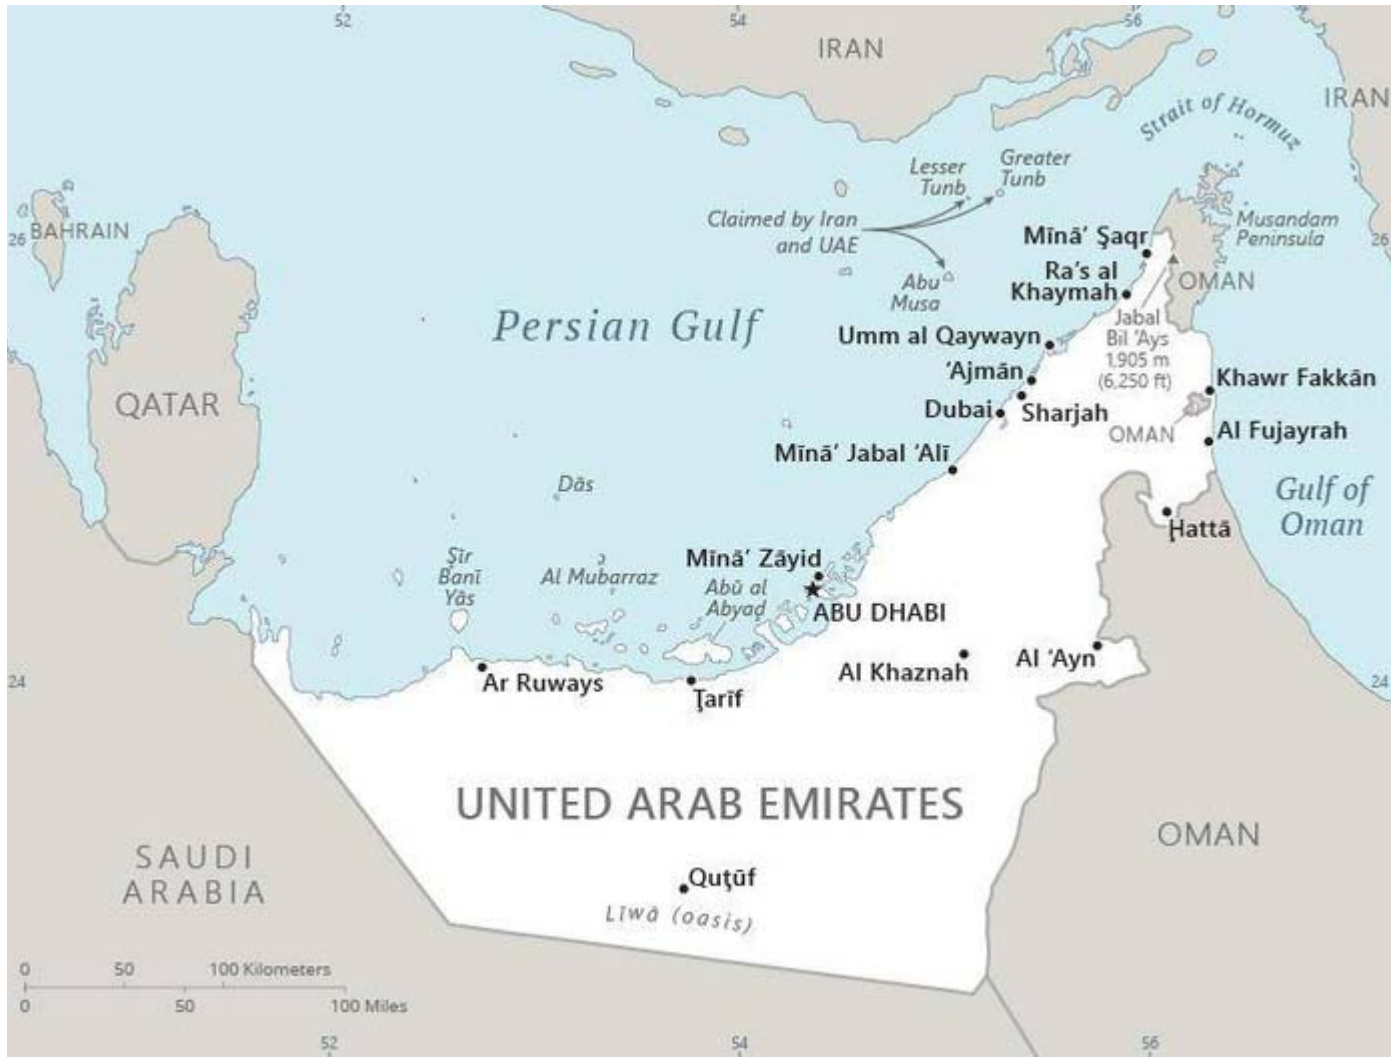 52
54
56
IRAN
IRAN
Strait of Hormuz
Lesser
Tunb
Greater
Tunb
Claimed by Iran
and UAE
Abu
Musa
BAHRAIN
26
26
Musandam
Peninsula
Mīnā’ Şaqr
Ra’s al
Khaymah
OMAN
Jabal
Bil ‘Ays
1,905 m
(6,250 ft)
Persian Gulf
Umm al Qaywayn
‘Ajmān
Khawr Fakkān
QATAR
Dubai
Sharjah
OMAN
Al Fujayrah
Mīnā’ Jabal ‘Alī
Dās
Gulf of
Oman
Ḩattā
Şīr
Banī
Yās
Al Mubarraz
Mīnā’ Zāyid
Abū al
Abyaḑ
ABU DHABI
Al Khaznah
Al ‘Ayn
24
24
Ar Ruways
Ţarīf
UNITED ARAB EMIRATES
OMAN
SAUDI
ARABIA
Quţūf
Līwā (oasis)
0 50 100 Kilometers
0 50 100 Miles
52
54
56